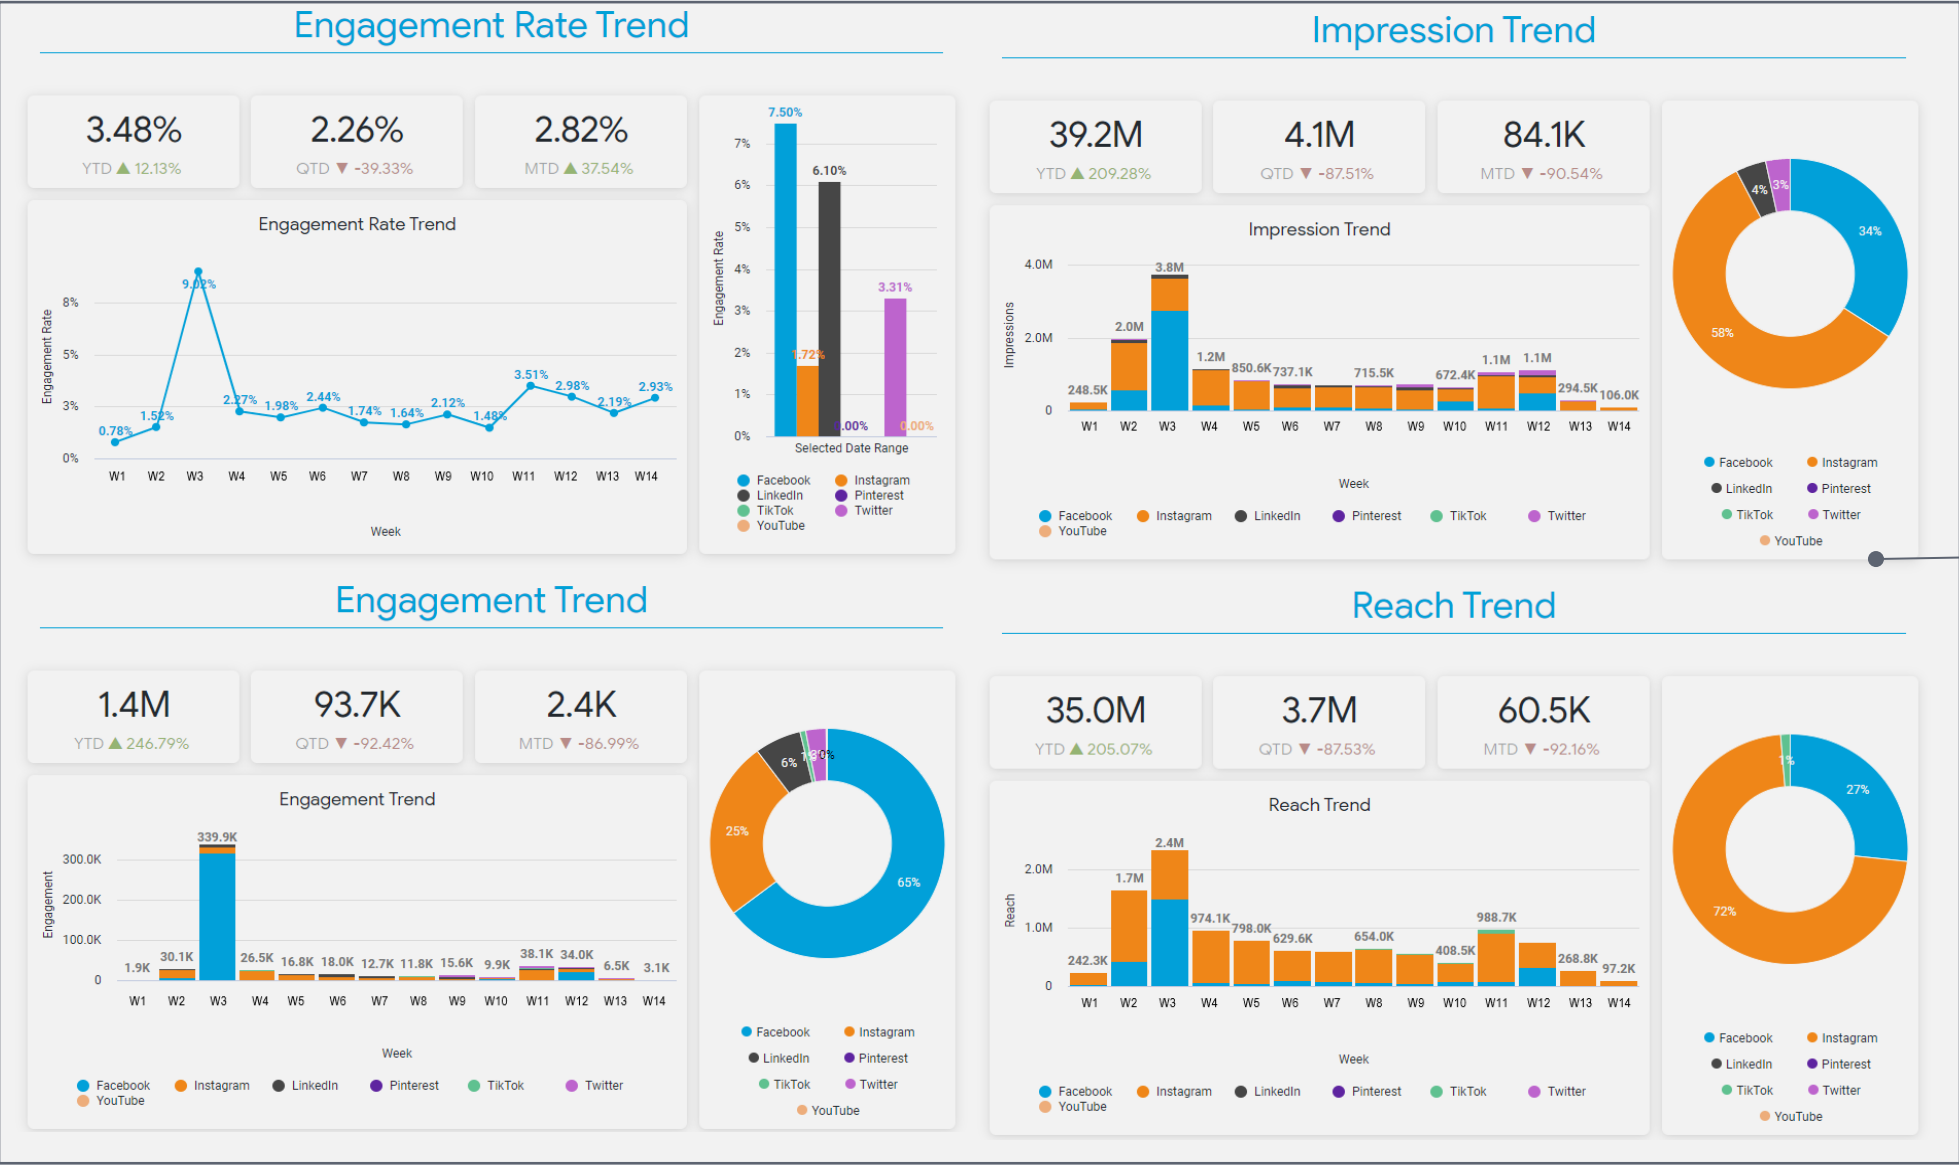 Engagement Rate Trend
3.48%
YTD ▲ 12.13%
2.26%
QTD ▼ -39.33%
2.82%
MTD ▲ 37.54%
Engagement Rate Trend
Engagement Rate
8%
5%
3%
0%
0.78%
1.52%
9.02%
2.27%
1.98%
2.44%
1.74%
1.64%
2.12%
1.48%
3.51%
2.98%
2.19%
2.93%
W1 W2 W3 W4 W5 W6 W7 W8 W9 W10 W11 W12 W13 W14
Week
Engagement Rate
7%
6%
5%
4%
3%
2%
1%
0%
7.50%
1.72%
6.10%
0.00%
3.31%
0.00%
Selected Date Range
Facebook Instagram
LinkedIn Pinterest
TikTok Twitter
YouTube
Impression Trend
39.2M
YTD ▲ 209.28%
4.1M
QTD ▼ -87.51%
84.1K
MTD ▼ -90.54%
Impression Trend
Impressions
4.0M
2.0M
0
248.5K
2.0M
3.8M
1.2M
850.6K
737.1K
715.5K
672.4K
1.1M
1.1M
294.5K
106.0K
W1 W2 W3 W4 W5 W6 W7 W8 W9 W10 W11 W12 W13 W14
Week
Facebook Instagram LinkedIn Pinterest TikTok Twitter
YouTube
4%
3%
34%
58%
Facebook Instagram
LinkedIn Pinterest
TikTok Twitter
YouTube
Engagement Trend
1.4M
YTD ▲ 246.79%
93.7K
QTD ▼ -92.42%
2.4K
MTD ▼ -86.99%
Engagement Trend
Engagement
300.0K
200.0K
100.0K
0
1.9K
30.1K
339.9K
26.5K
16.8K
18.0K
12.7K
11.8K
15.6K
9.9K
38.1K
34.0K
6.5K
3.1K
W1 W2 W3 W4 W5 W6 W7 W8 W9 W10 W11 W12 W13 W14
Week
Facebook Instagram LinkedIn Pinterest TikTok Twitter
YouTube
6%
25%
65%
Facebook Instagram
LinkedIn Pinterest
TikTok Twitter
YouTube
Reach Trend
35.0M
YTD ▲ 205.07%
3.7M
QTD ▼ -87.53%
60.5K
MTD ▼ -92.16%
Reach Trend
Reach
2.0M
1.0M
0
242.3K
1.7M
2.4M
974.1K
798.0K
629.6K
654.0K
408.5K
988.7K
268.8K
97.2K
W1 W2 W3 W4 W5 W6 W7 W8 W9 W10 W11 W12 W13 W14
Week
Facebook Instagram LinkedIn Pinterest TikTok Twitter
YouTube
1%
27%
72%
Facebook Instagram
LinkedIn Pinterest
TikTok Twitter
YouTube